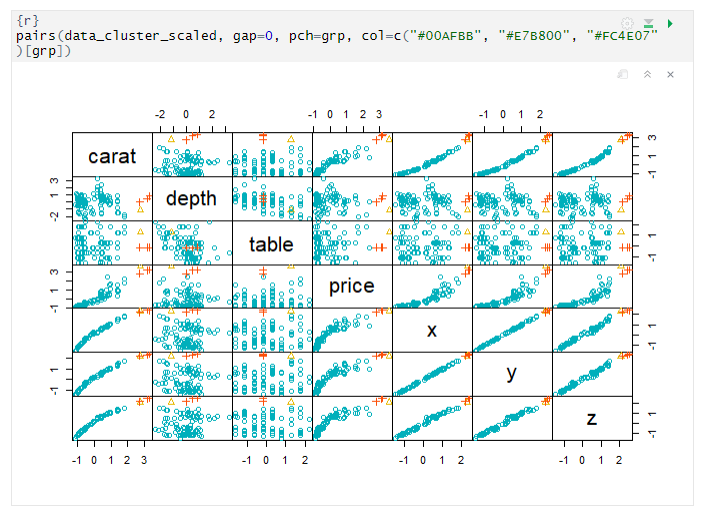 {r}
pairs(data_cluster_scaled, gap=0, pch=grp, col=c("#00AFBB", "#E7B800", "#FC4E07"
)[grp])
-2 0 2
-1 0 1 2 3
-1 0 1 2
carat
-1 1 3
-2 1 3
depth
table
-1 1
-1 1 3
price
x
-1 1
-1 1
y
z
-1 1
-1 0 1 2 3
-1 0 1 2
-1 0 1 2
-1 0 1 2